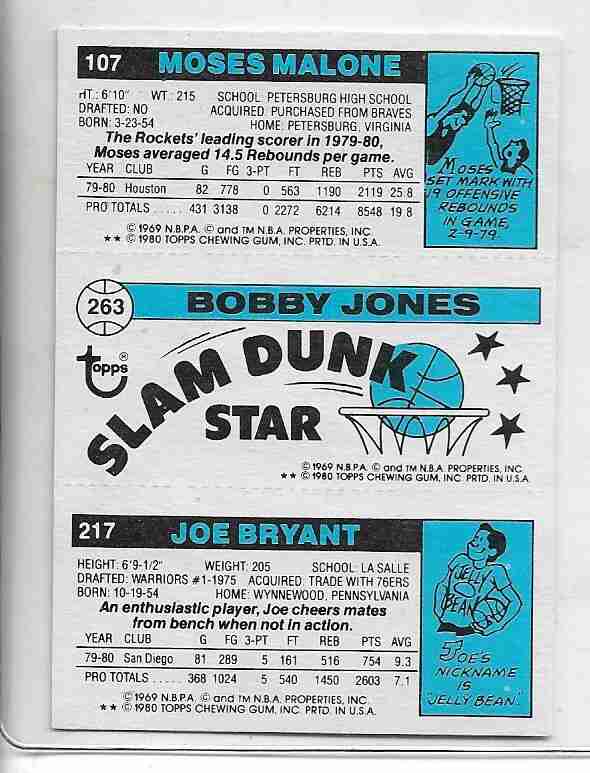 107 MOSES MALONE
HT.: 6'10" WT.: 215 SCHOOL: PETERSBURG HIGH SCHOOL
DRAFTED: NO ACQUIRED: PURCHASED FROM BRAVES
BORN: 3-23-54 HOME: PETERSBURG, VIRGINIA
The Rockets' leading scorer in 1979-80,
Moses averaged 14.5 Rebounds per game.
YEAR CLUB G FG 3-PT FT REB PTS AVG
79-80 Houston 82 778 0 563 1190 2119 25.8
PRO TOTALS ..... 431 3138 0 2272 6214 8548 19.8
© 1969 N.B.P.A. © and TM N.B.A. PROPERTIES, INC.
★★ © 1980 TOPPS CHEWING GUM, INC. PRTD. IN U.S.A.
MOSES
SET MARK WITH
19 OFFENSIVE
REBOUNDS
IN GAME,
2-9-79.
263 BOBBY JONES
topps®
SLAM DUNK
STAR
© 1969 N.B.P.A. © and TM N.B.A. PROPERTIES, INC.
★★ © 1980 TOPPS CHEWING GUM, INC. PRTD. IN U.S.A.
217 JOE BRYANT
HEIGHT: 6'9-1/2" WEIGHT: 205 SCHOOL: LA SALLE
DRAFTED: WARRIORS #1-1975 ACQUIRED: TRADE WITH 76ERS
BORN: 10-19-54 HOME: WYNNEWOOD, PENNSYLVANIA
An enthusiastic player, Joe cheers mates
from bench when not in action.
YEAR CLUB G FG 3-PT FT REB PTS AVG
79-80 San Diego 81 289 5 161 516 754 9.3
PRO TOTALS ..... 368 1024 5 540 1450 2603 7.1
© 1969 N.B.P.A. © and TM N.B.A. PROPERTIES, INC.
★★ © 1980 TOPPS CHEWING GUM, INC. PRTD. IN U.S.A.
JELLY
BEAN
JOE'S
NICKNAME
IS
"JELLY BEAN."